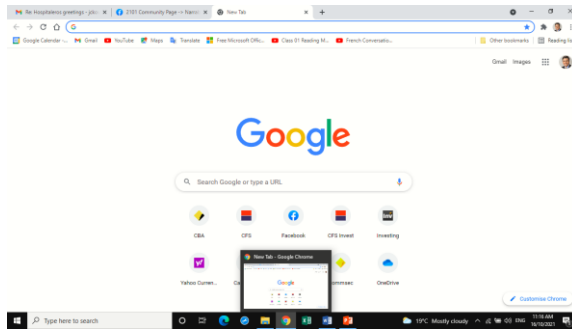 Re: Hospitaleros greetings - john
2101 Community Page -> francis
New Tab
Google Calendar -...
Gmail
YouTube
Maps
Translate
Free Microsoft Offic...
Class 01 Reading M...
French Conversatio...
Other bookmarks
Reading list
Gmail Images
Google
Search Google or type a URL
CBA
CFS
Facebook
CFS Invest
Investing
New Tab - Google Chrome
Google
Yahoo Curren...
OneDrive
Customise Chrome
Type here to search
19°C Mostly cloudy
ENG
11:16 AM
16/10/2021